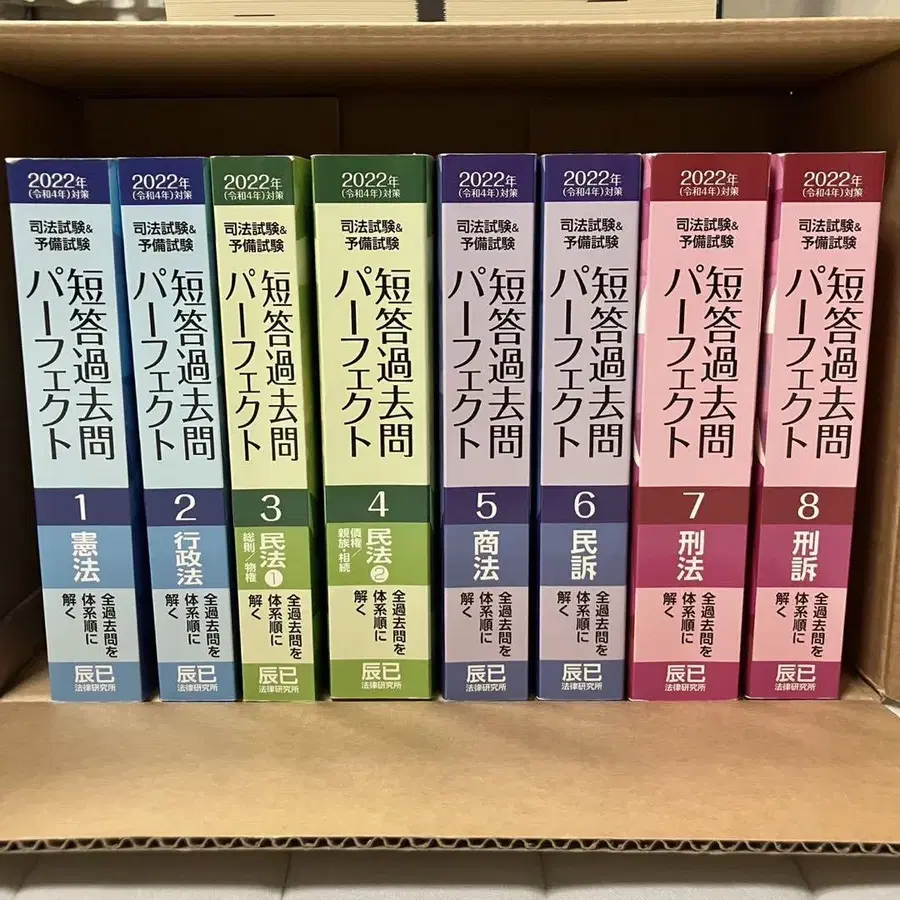 2022年
(令和4年)対策
司法試験&
予備試験
短答過去問
パーフェクト
1
憲法
全過去問を
体系順に
解く
辰已
法律研究所
2022年
(令和4年)対策
司法試験&
予備試験
短答過去問
パーフェクト
2
行政法
全過去問を
体系順に
解く
辰已
法律研究所
2022年
(令和4年)対策
司法試験&
予備試験
短答過去問
パーフェクト
3
民法❶
総則/物権
全過去問を
体系順に
解く
辰已
法律研究所
2022年
(令和4年)対策
司法試験&
予備試験
短答過去問
パーフェクト
4
民法❷
債権/
親族・相続
全過去問を
体系順に
解く
辰已
法律研究所
2022年
(令和4年)対策
司法試験&
予備試験
短答過去問
パーフェクト
5
商法
全過去問を
体系順に
解く
辰已
法律研究所
2022年
(令和4年)対策
司法試験&
予備試験
短答過去問
パーフェクト
6
民訴
全過去問を
体系順に
解く
辰已
法律研究所
2022年
(令和4年)対策
司法試験&
予備試験
短答過去問
パーフェクト
7
刑法
全過去問を
体系順に
解く
辰已
法律研究所
2022年
(令和4年)対策
司法試験&
予備試験
短答過去問
パーフェクト
8
刑訴
全過去問を
体系順に
解く
辰已
法律研究所